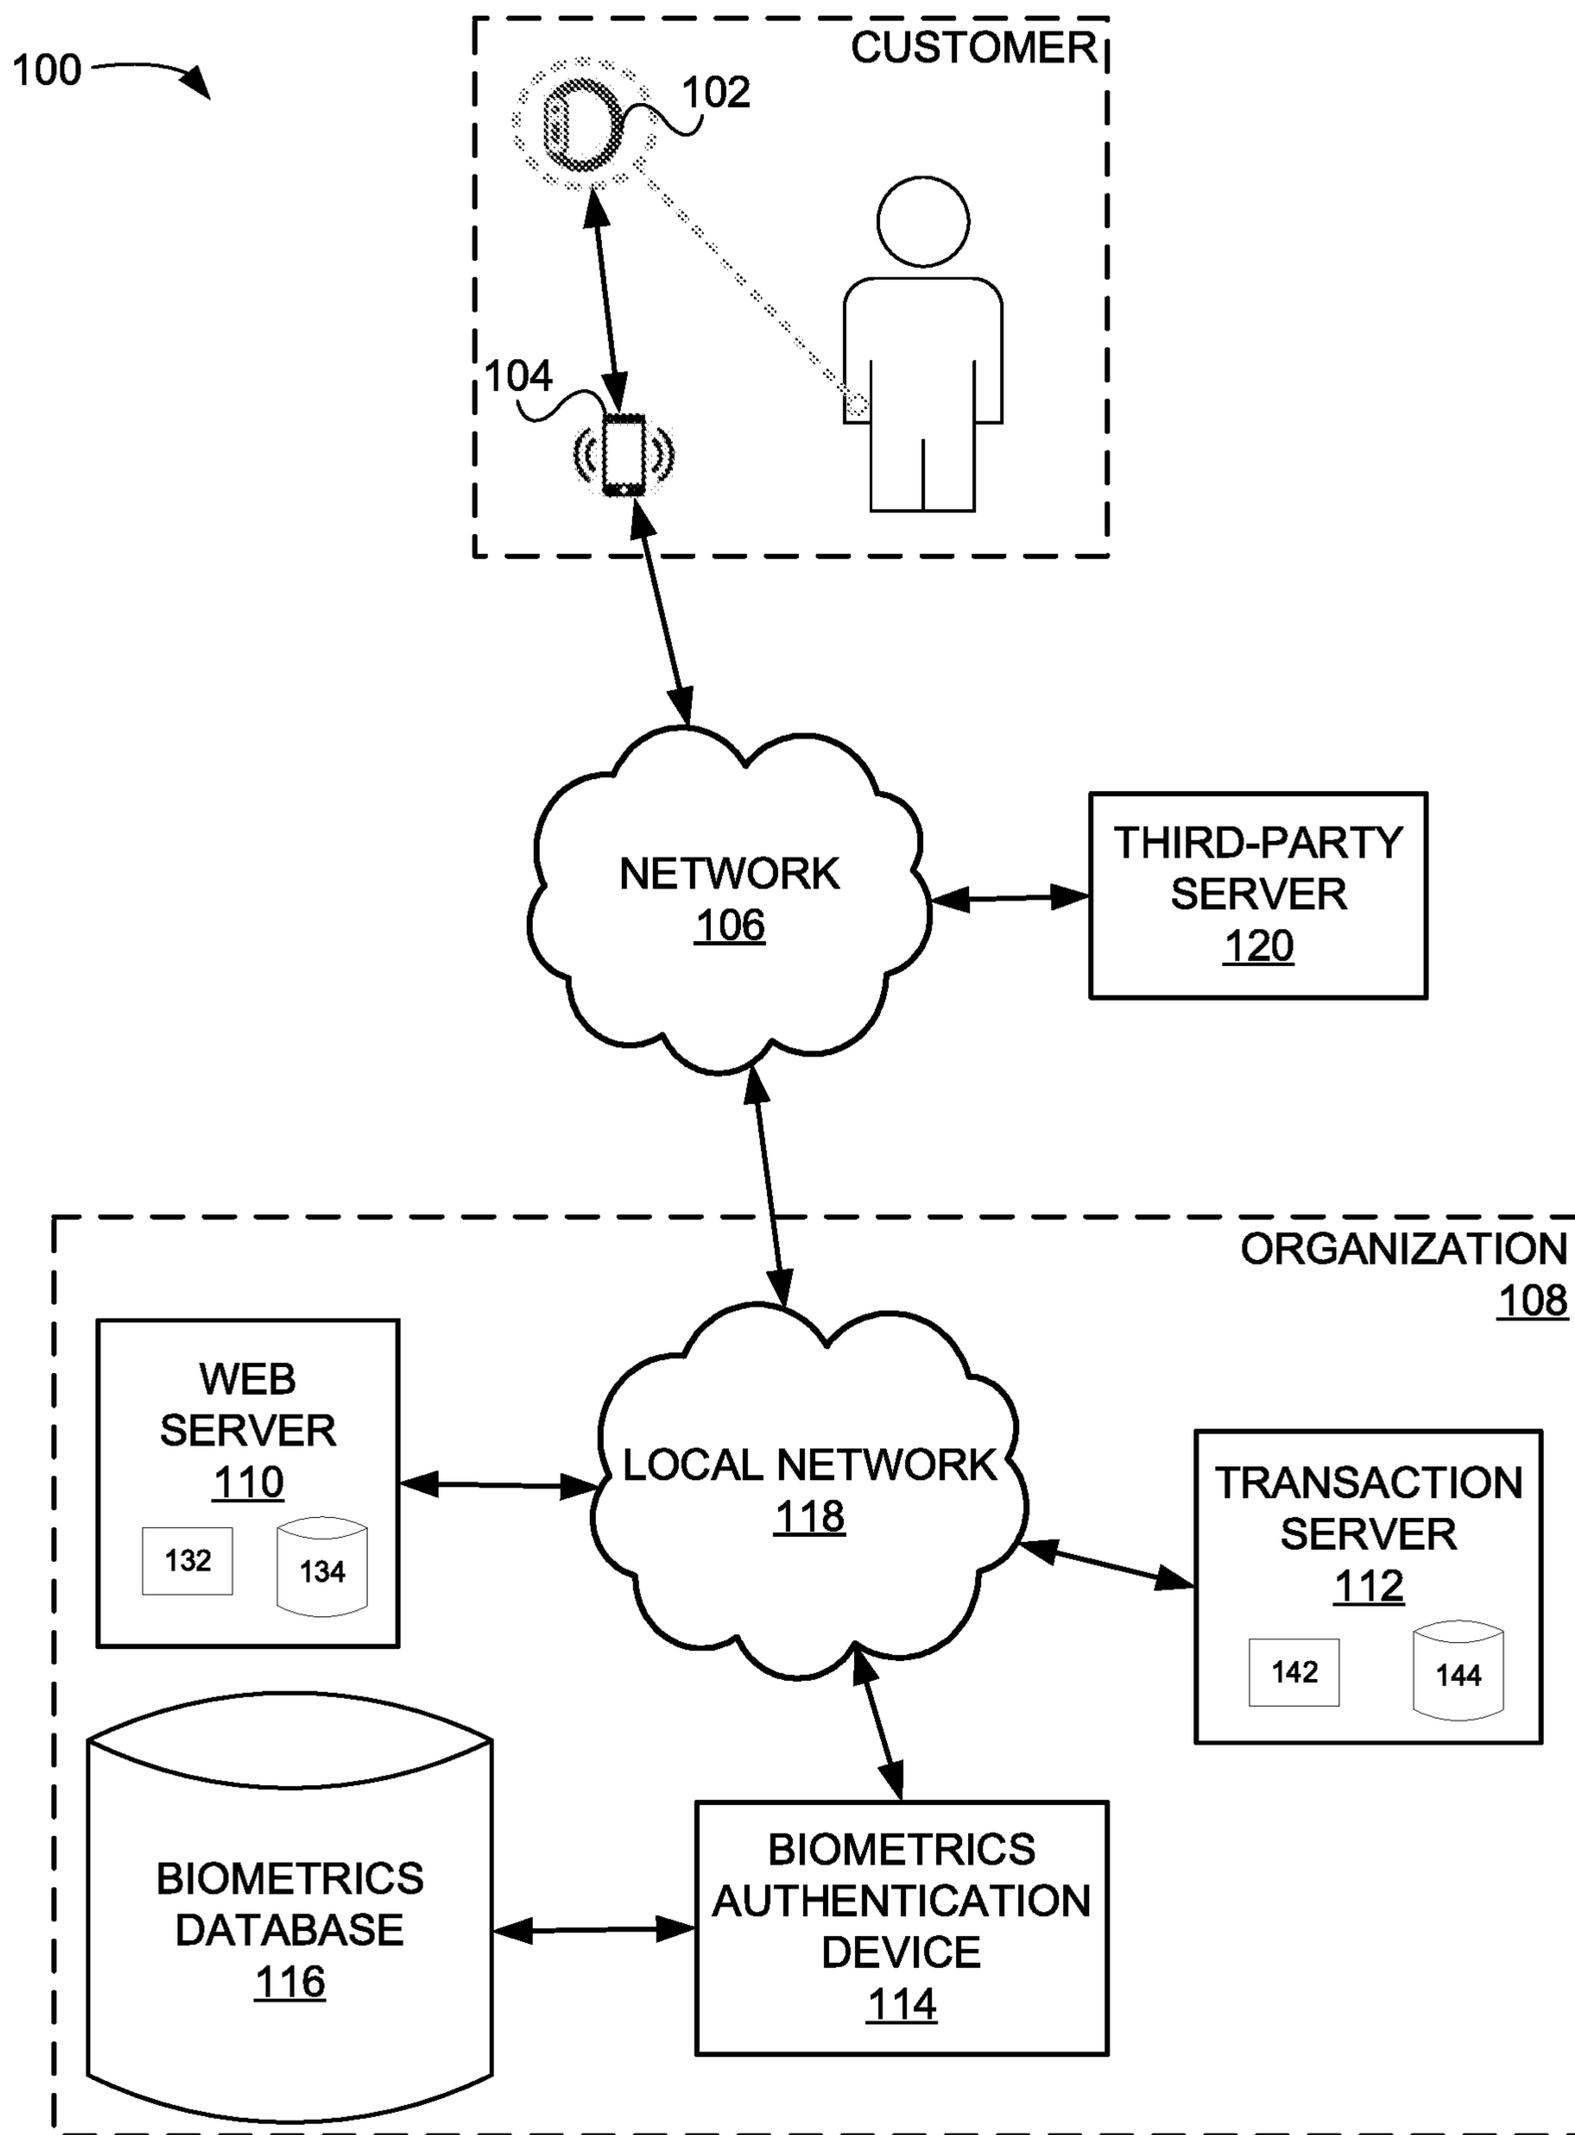 100
CUSTOMER
102
104
NETWORK
106
THIRD-PARTY
SERVER
120
ORGANIZATION
108
WEB
SERVER
110
132
134
LOCAL NETWORK
118
TRANSACTION
SERVER
112
142
144
BIOMETRICS
DATABASE
116
BIOMETRICS
AUTHENTICATION
DEVICE
114